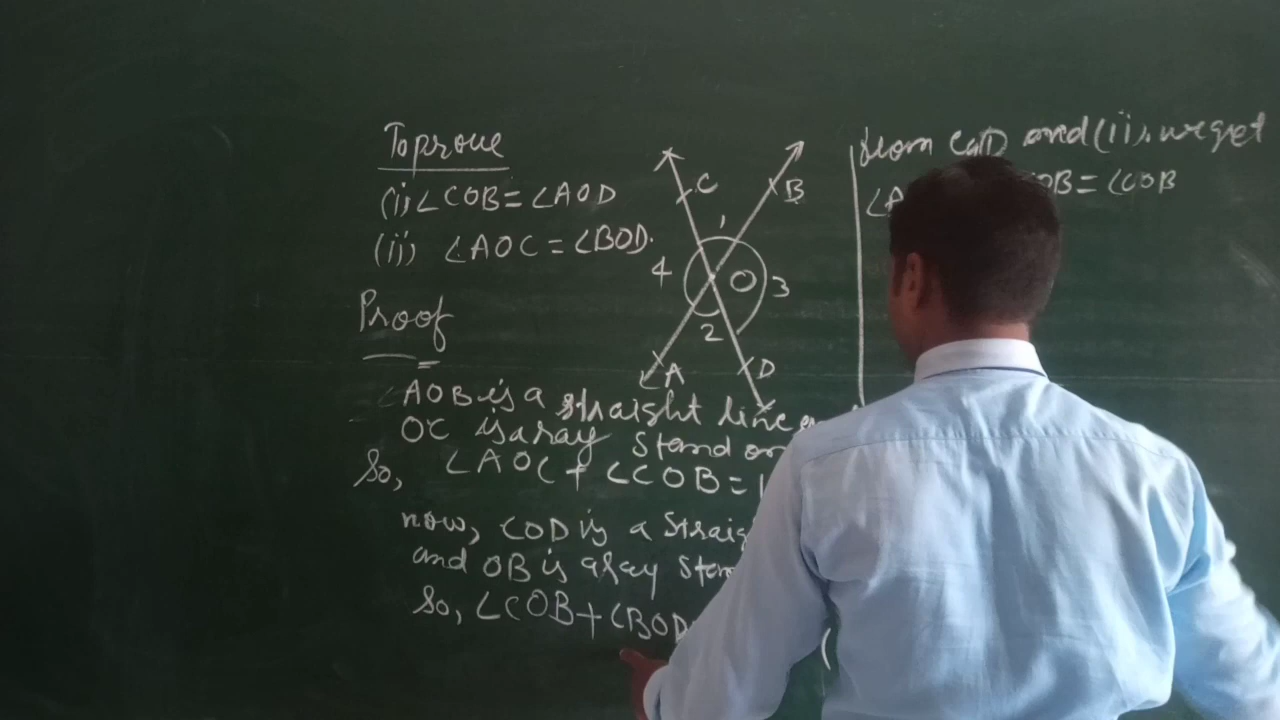 To prove
(i) ∠COB = ∠AOD
(ii) ∠AOC = ∠BOD.
Proof
AOB is a straight line
OC is a ray stand on
So, ∠AOC + ∠COB = 1
now, COD is a straig
and OB is a ray stan
So, ∠COB + ∠BOD
C
B
1
4
O
3
2
A
D
from and (ii), we get
∠A OB = ∠COB